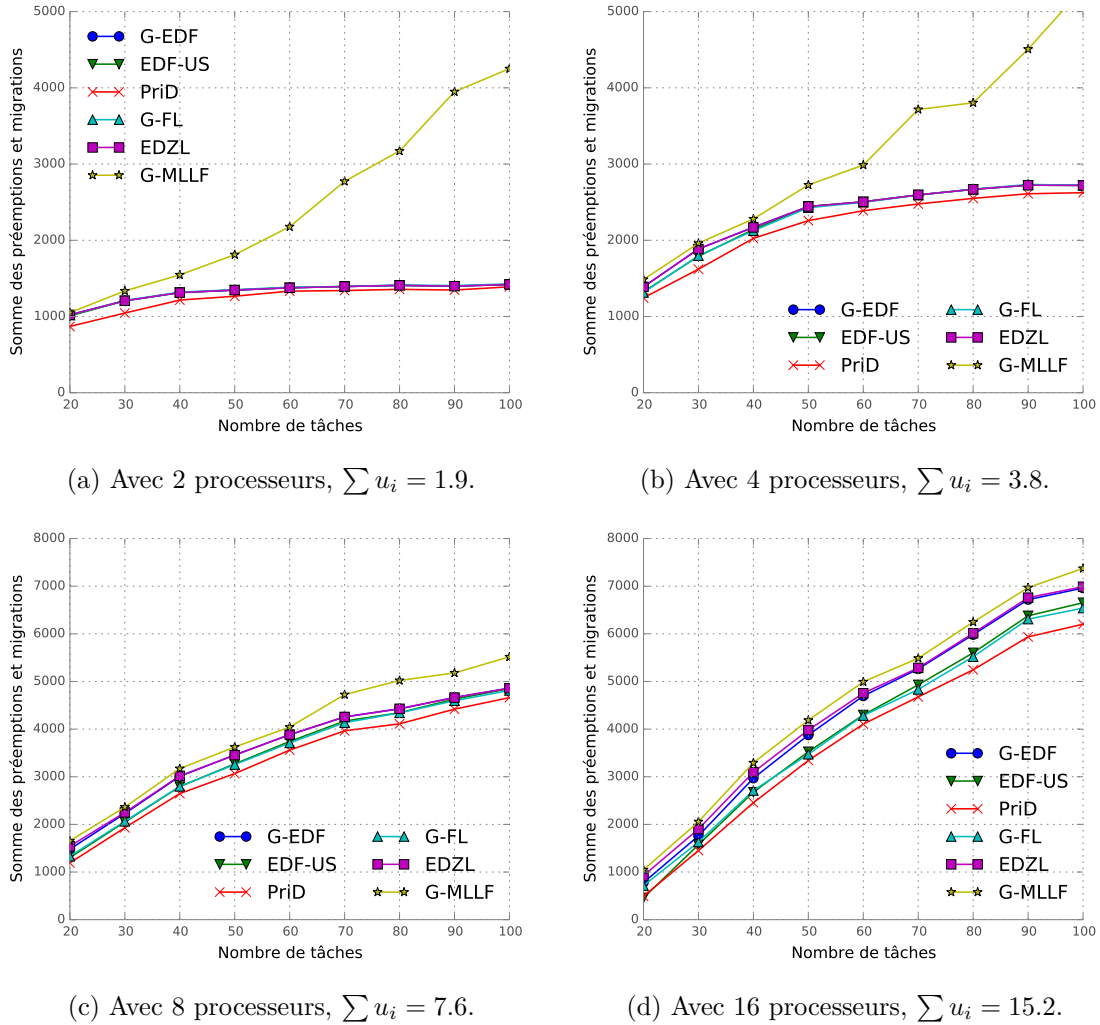 5000
4000
3000
2000
1000
0
Somme des préemptions et migrations
G-EDF
EDF-US
PriD
G-FL
EDZL
G-MLLF
20 30 40 50 60 70 80 90 100
Nombre de tâches
(a) Avec 2 processeurs, ∑ u_i = 1.9.
5000
4000
3000
2000
1000
0
Somme des préemptions et migrations
G-EDF G-FL
EDF-US EDZL
PriD G-MLLF
20 30 40 50 60 70 80 90 100
Nombre de tâches
(b) Avec 4 processeurs, ∑ u_i = 3.8.
8000
7000
6000
5000
4000
3000
2000
1000
0
Somme des préemptions et migrations
G-EDF G-FL
EDF-US EDZL
PriD G-MLLF
20 30 40 50 60 70 80 90 100
Nombre de tâches
(c) Avec 8 processeurs, ∑ u_i = 7.6.
8000
7000
6000
5000
4000
3000
2000
1000
0
Somme des préemptions et migrations
G-EDF
EDF-US
PriD
G-FL
EDZL
G-MLLF
20 30 40 50 60 70 80 90 100
Nombre de tâches
(d) Avec 16 processeurs, ∑ u_i = 15.2.